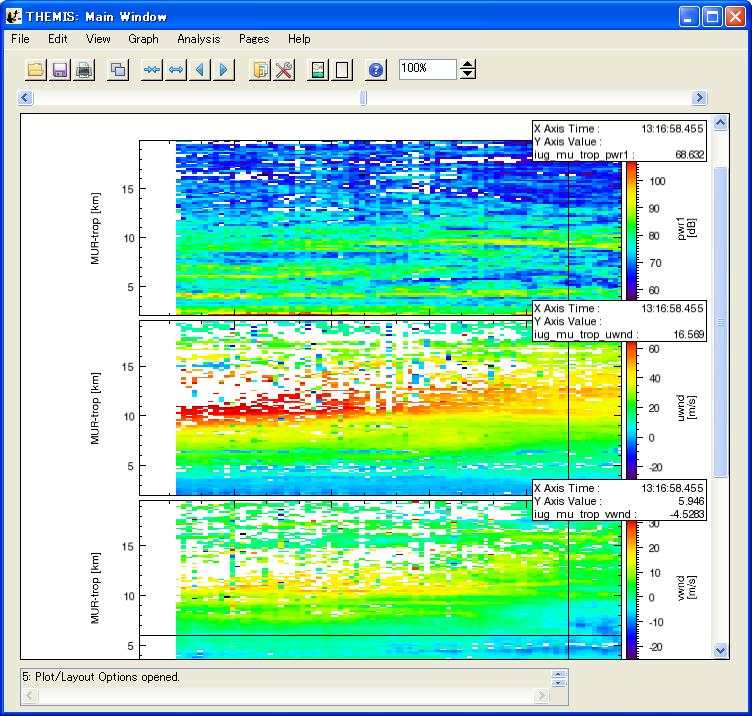 THEMIS: Main Window
File Edit View Graph Analysis Pages Help
100%
X Axis Time : 13:16:58.455
Y Axis Value :
iug_mu_trop_pwr1 : 68.632
MUR-trop [km]
15
10
5
100
90
80
70
60
pwr1
[dB]
X Axis Time : 13:16:58.455
Y Axis Value :
iug_mu_trop_uwnd : 16.569
MUR-trop [km]
15
10
5
60
40
20
0
-20
uwnd
[m/s]
X Axis Time : 13:16:58.455
Y Axis Value : 5.946
iug_mu_trop_vwnd : -4.5283
MUR-trop [km]
15
10
5
30
20
10
0
-10
-20
vwnd
[m/s]
5: Plot/Layout Options opened.